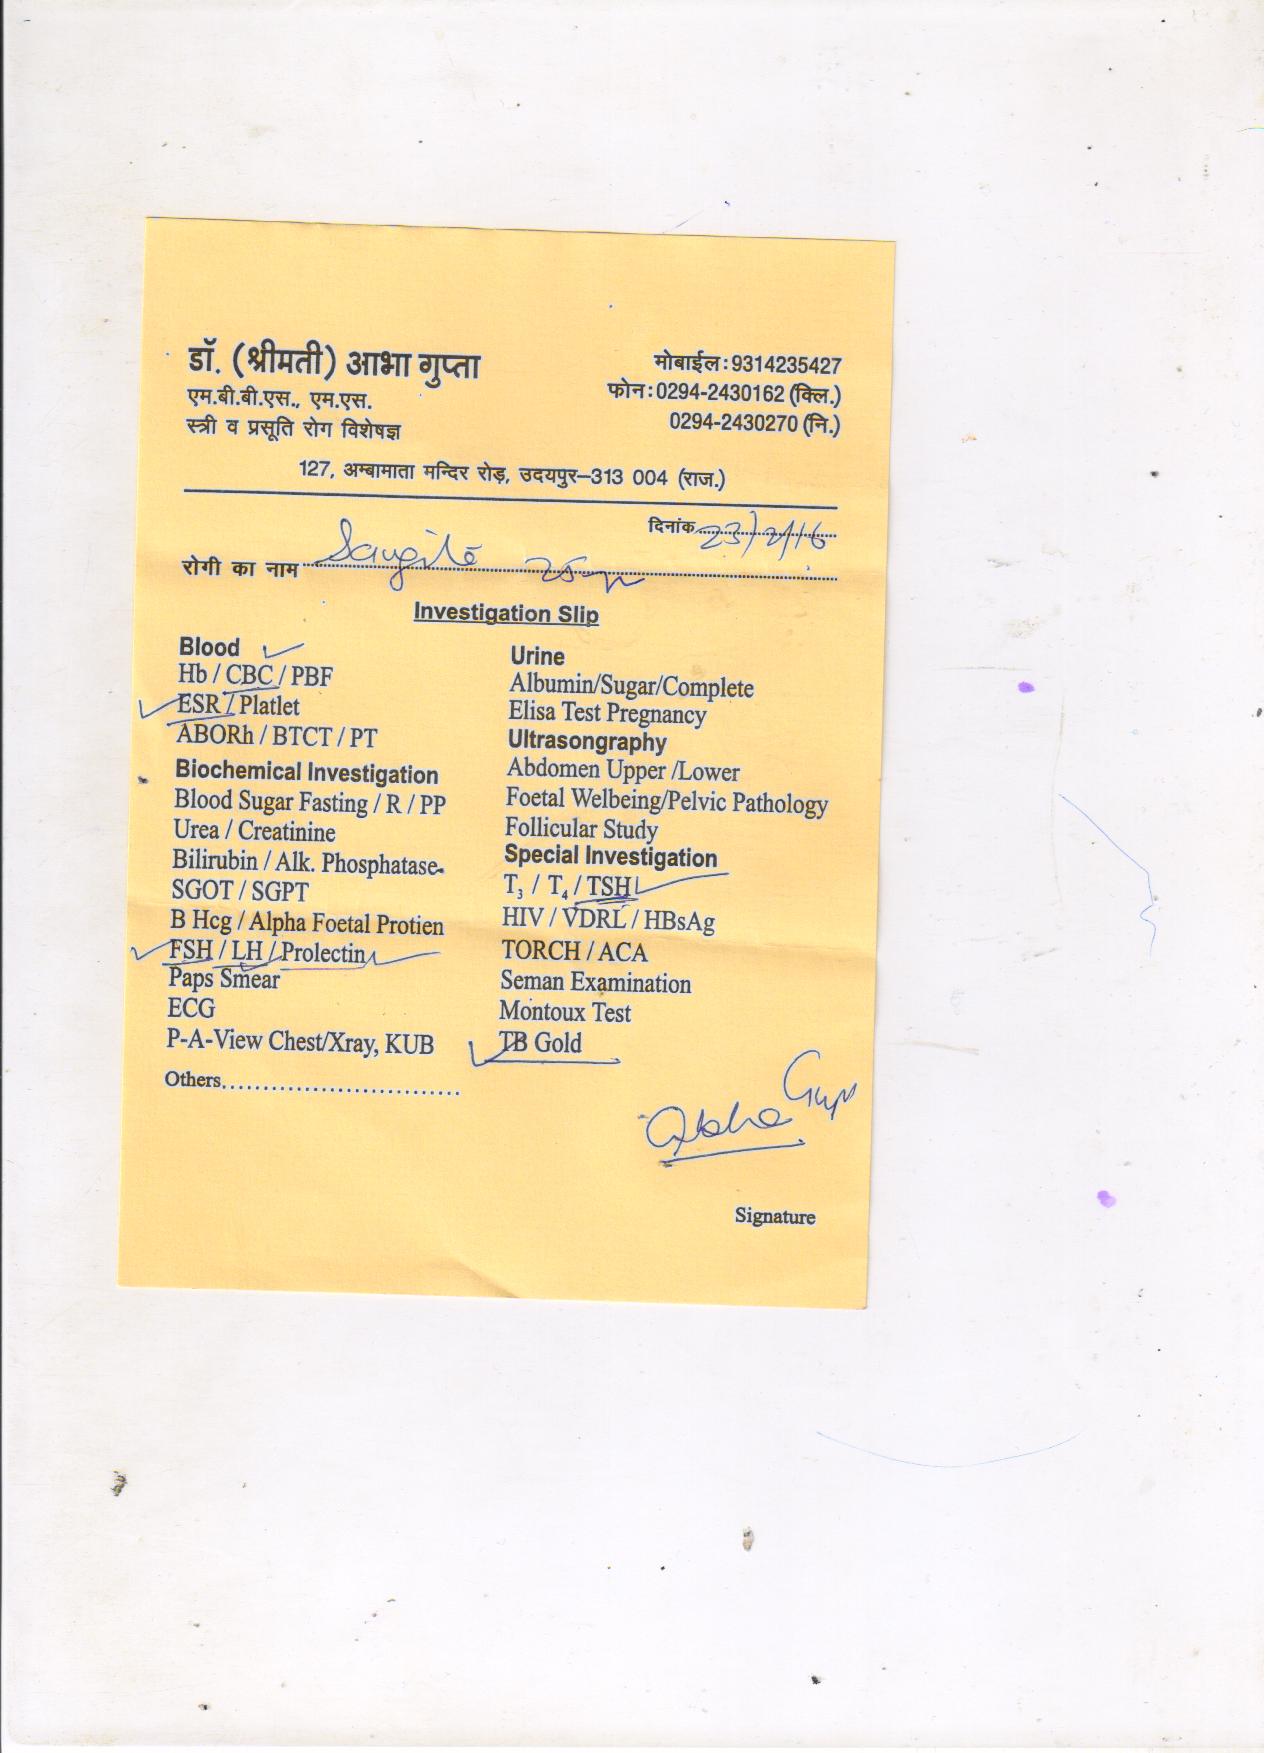 डॉ. (श्रीमती) आभा गुप्ता
एम.बी.बी.एस., एम.एस.
स्त्री व प्रसूति रोग विशेषज्ञ
मोबाईल:9314235427
फोन:0294-2430162 (क्लि.)
0294-2430270 (नि.)
127, अम्बामाता मन्दिर रोड़, उदयपुर–313 004 (राज.)
दिनांक 23/2/16
रोगी का नाम Sangita 25
Investigation Slip
Blood
Hb / CBC / PBF
ESR / Platlet
ABORh / BTCT / PT
Biochemical Investigation
Blood Sugar Fasting / R / PP
Urea / Creatinine
Bilirubin / Alk. Phosphatase
SGOT / SGPT
B Hcg / Alpha Foetal Protien
FSH / LH / Prolectin
Paps Smear
ECG
P-A-View Chest/Xray, KUB
Others.............................
Urine
Albumin/Sugar/Complete
Elisa Test Pregnancy
Ultrasongraphy
Abdomen Upper /Lower
Foetal Welbeing/Pelvic Pathology
Follicular Study
Special Investigation
T₃ / T₄ / TSH
HIV / VDRL / HBsAg
TORCH / ACA
Seman Examination
Montoux Test
TB Gold
Abha
Signature